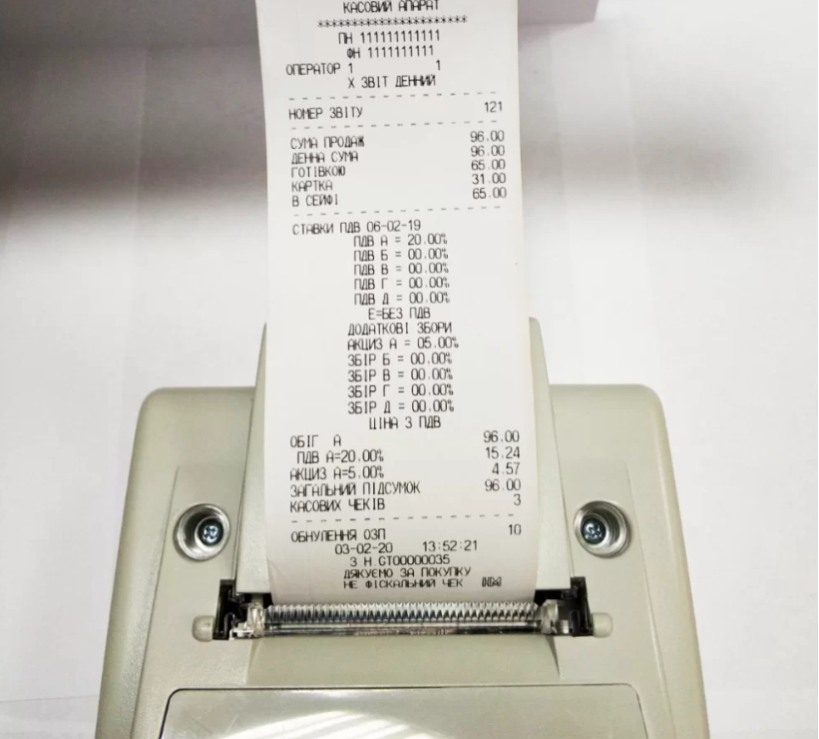 КАСОВИЙ АПАРАТ
**********************
ПН 111111111111
ФН 1111111111
ОПЕРАТОР 1 1
Х ЗВІТ ДЕННИЙ
НОМЕР ЗВІТУ 121
СУМА ПРОДАЖ 96.00
ДЕННА СУМА 96.00
ГОТІВКОЮ 65.00
КАРТКА 31.00
В СЕЙФІ 65.00
СТАВКИ ПДВ 06-02-19
ПДВ А = 20.00%
ПДВ Б = 00.00%
ПДВ В = 00.00%
ПДВ Г = 00.00%
ПДВ Д = 00.00%
Е=БЕЗ ПДВ
ДОДАТКОВІ ЗБОРИ
АКЦИЗ А = 05.00%
ЗБІР Б = 00.00%
ЗБІР В = 00.00%
ЗБІР Г = 00.00%
ЗБІР Д = 00.00%
ЦІНА З ПДВ
ОБІГ А 96.00
ПДВ А=20.00% 15.24
АКЦИЗ А=5.00% 4.57
ЗАГАЛЬНИЙ ПІДСУМОК 96.00
КАСОВИХ ЧЕКІВ 3
ОБНУЛЕННЯ ОЗП 10
03-02-20 13:52:21
З Н GT00000035
ДЯКУЄМО ЗА ПОКУПКУ
НЕ ФІСКАЛЬНИЙ ЧЕК